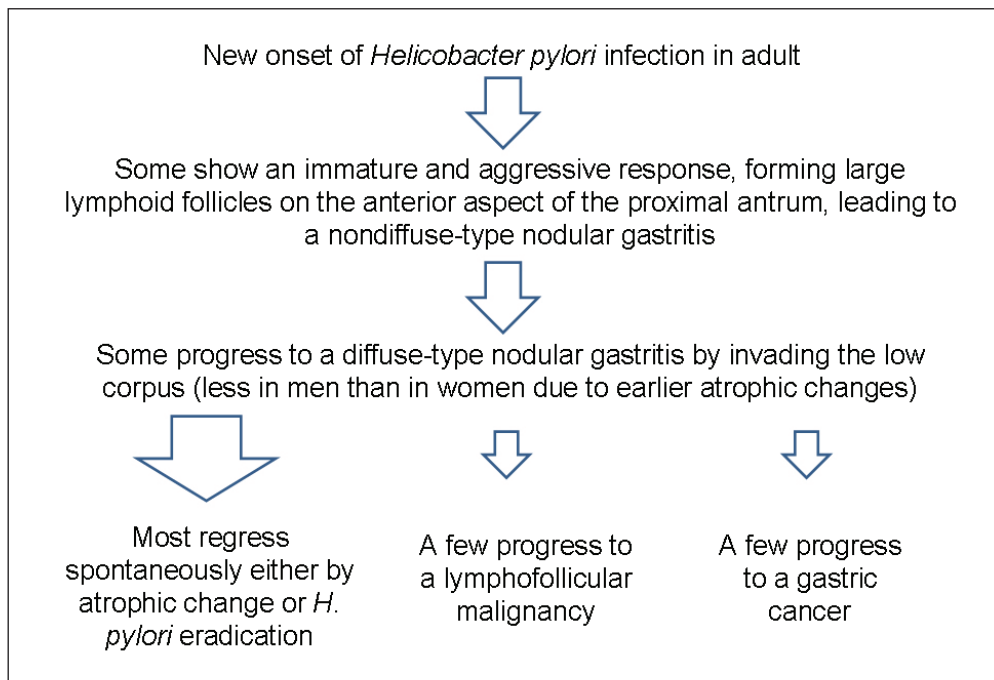 New onset of Helicobacter pylori infection in adult
Some show an immature and aggressive response, forming large
lymphoid follicles on the anterior aspect of the proximal antrum, leading to
a nondiffuse-type nodular gastritis
Some progress to a diffuse-type nodular gastritis by invading the low
corpus (less in men than in women due to earlier atrophic changes)
Most regress
spontaneously either by
atrophic change or H.
pylori eradication
A few progress to
a lymphofollicular
malignancy
A few progress
to a gastric
cancer